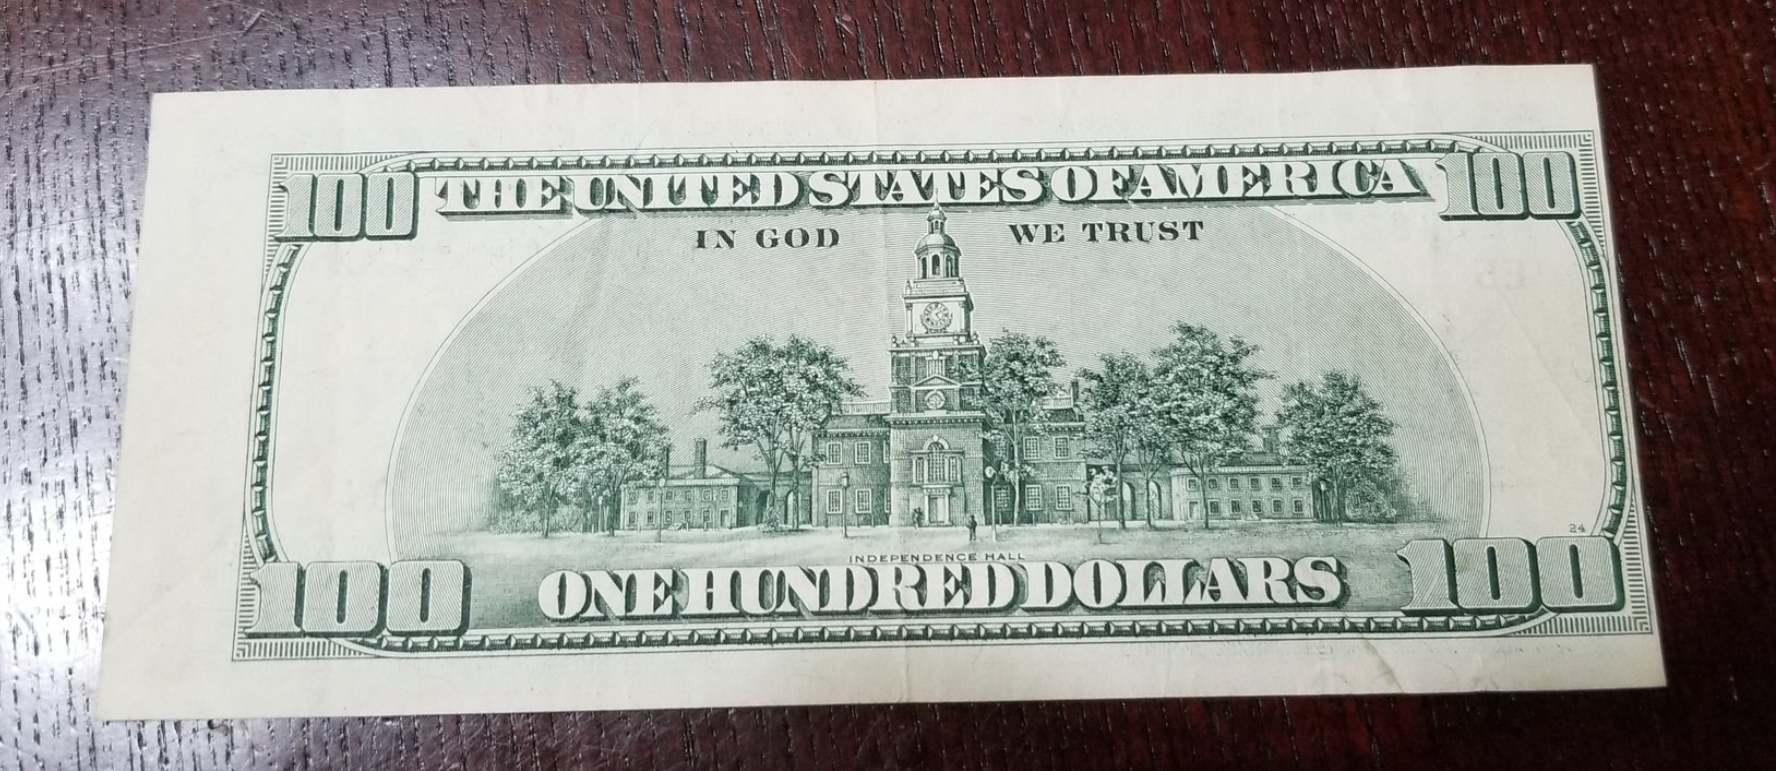 100 THE UNITED STATES OF AMERICA 100
IN GOD WE TRUST
24
INDEPENDENCE HALL
100 ONE HUNDRED DOLLARS 100